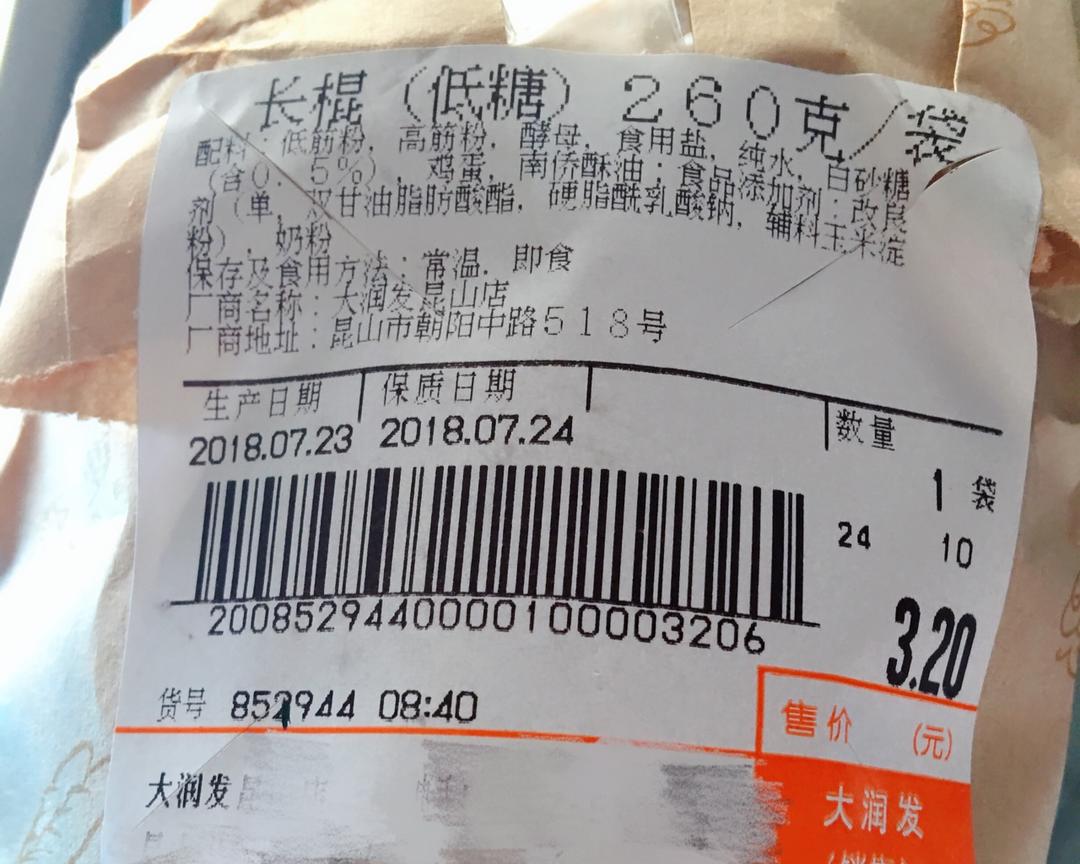 长棍（低糖）260克／袋
配料：低筋粉，高筋粉，酵母，食用盐，纯水，白砂糖
（含0．5％），鸡蛋，南侨酥油；食品添加剂：改良
剂（单，双甘油脂肪酸酯，硬脂酰乳酸钠，辅料玉米淀
粉），奶粉
保存及食用方法：常温，即食
厂商名称：大润发昆山店
厂商地址：昆山市朝阳中路518号
生产日期 保质日期 数量
2018.07.23 2018.07.24
1 袋
24 10
2008529440000100003206
3.20
货号 852944 08:40
售价 (元)
大润发
大润发